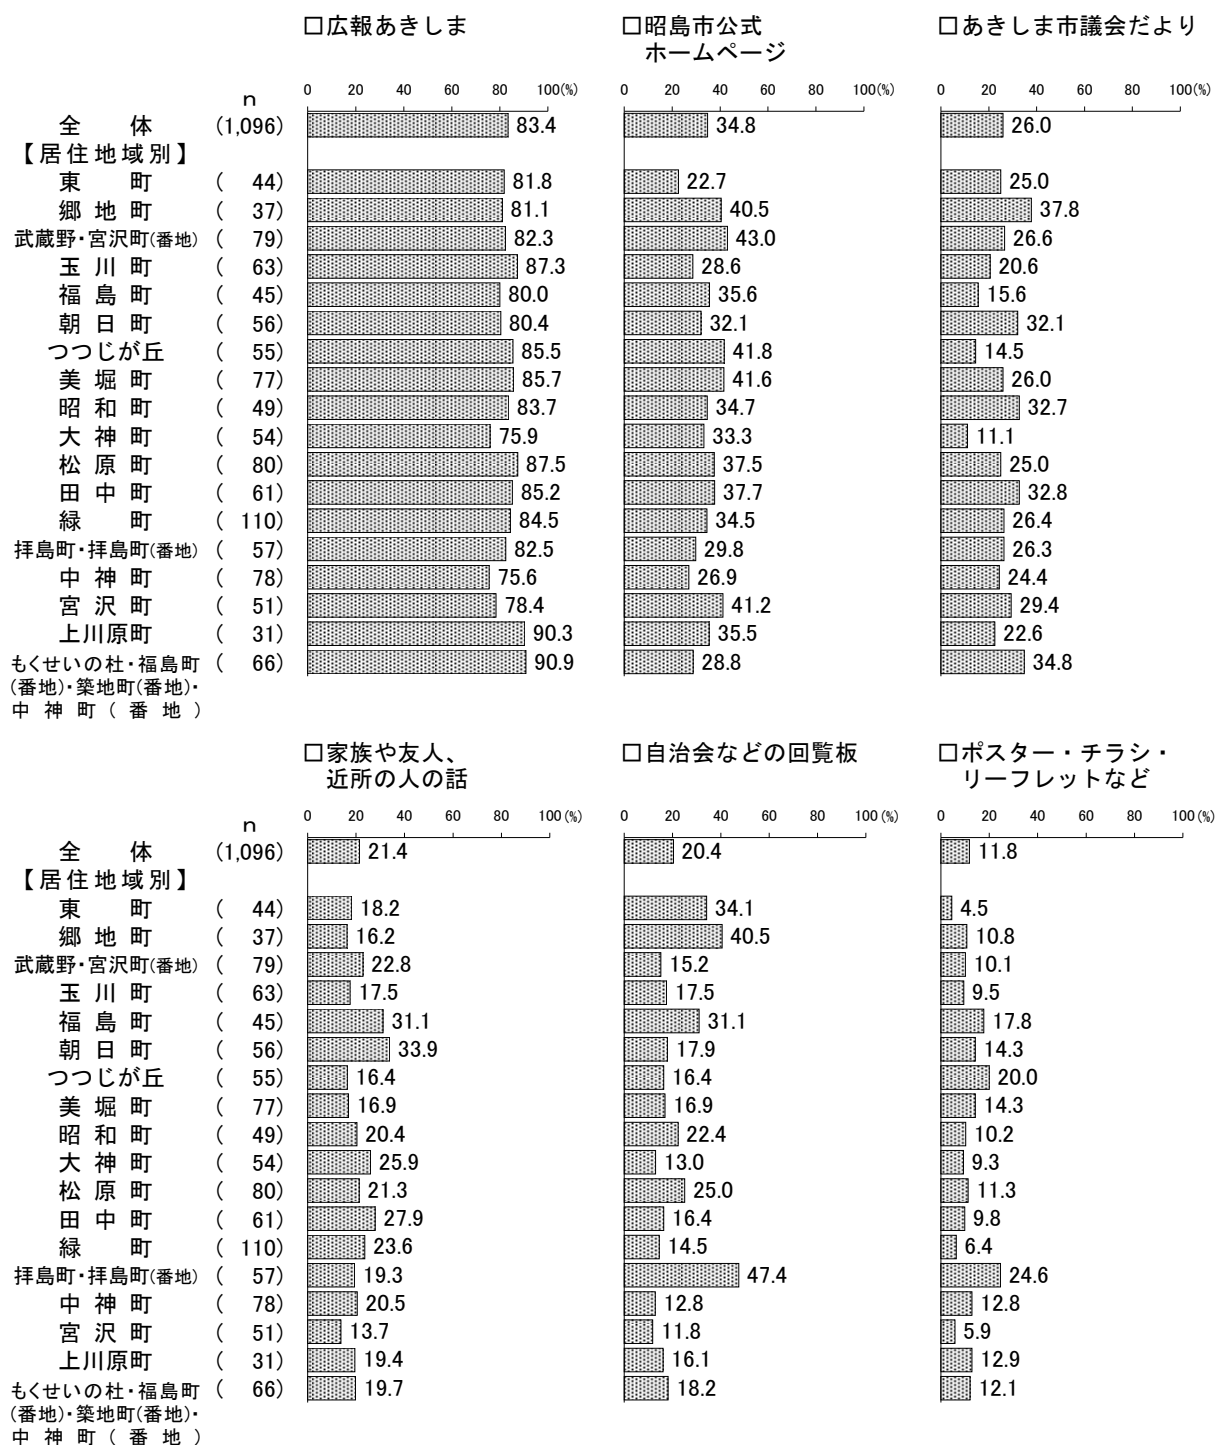 □広報あきしま □昭島市公式 □あきしま市議会だより
ホームページ
0 20 40 60 80 100(%) 0 20 40 60 80 100(%) 0 20 40 60 80 100(%)
n
全 体 (1,096) 83.4 34.8 26.0
【居住地域別】
東 町 ( 44) 81.8 22.7 25.0
郷 地 町 ( 37) 81.1 40.5 37.8
武蔵野・宮沢町(番地) ( 79) 82.3 43.0 26.6
玉 川 町 ( 63) 87.3 28.6 20.6
福 島 町 ( 45) 80.0 35.6 15.6
朝 日 町 ( 56) 80.4 32.1 32.1
つつじが丘 ( 55) 85.5 41.8 14.5
美 堀 町 ( 77) 85.7 41.6 26.0
昭 和 町 ( 49) 83.7 34.7 32.7
大 神 町 ( 54) 75.9 33.3 11.1
松 原 町 ( 80) 87.5 37.5 25.0
田 中 町 ( 61) 85.2 37.7 32.8
緑 町 ( 110) 84.5 34.5 26.4
拝島町・拝島町(番地) ( 57) 82.5 29.8 26.3
中 神 町 ( 78) 75.6 26.9 24.4
宮 沢 町 ( 51) 78.4 41.2 29.4
上川原町 ( 31) 90.3 35.5 22.6
もくせいの杜・福島町 ( 66) 90.9 28.8 34.8
(番地)・築地町(番地)・
中 神 町 ( 番 地 )
□家族や友人、 □自治会などの回覧板 □ポスター・チラシ・
近所の人の話 リーフレットなど
0 20 40 60 80 100(%) 0 20 40 60 80 100(%) 0 20 40 60 80 100(%)
n
全 体 (1,096) 21.4 20.4 11.8
【居住地域別】
東 町 ( 44) 18.2 34.1 4.5
郷 地 町 ( 37) 16.2 40.5 10.8
武蔵野・宮沢町(番地) ( 79) 22.8 15.2 10.1
玉 川 町 ( 63) 17.5 17.5 9.5
福 島 町 ( 45) 31.1 31.1 17.8
朝 日 町 ( 56) 33.9 17.9 14.3
つつじが丘 ( 55) 16.4 16.4 20.0
美 堀 町 ( 77) 16.9 16.9 14.3
昭 和 町 ( 49) 20.4 22.4 10.2
大 神 町 ( 54) 25.9 13.0 9.3
松 原 町 ( 80) 21.3 25.0 11.3
田 中 町 ( 61) 27.9 16.4 9.8
緑 町 ( 110) 23.6 14.5 6.4
拝島町・拝島町(番地) ( 57) 19.3 47.4 24.6
中 神 町 ( 78) 20.5 12.8 12.8
宮 沢 町 ( 51) 13.7 11.8 5.9
上川原町 ( 31) 19.4 16.1 12.9
もくせいの杜・福島町 ( 66) 19.7 18.2 12.1
(番地)・築地町(番地)・
中 神 町 ( 番 地 )